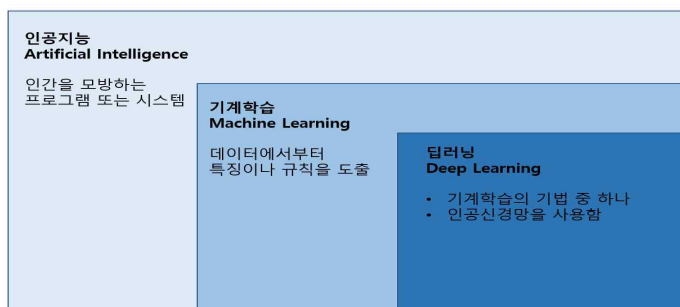 인공지능
Artificial Intelligence
인간을 모방하는
프로그램 또는 시스템
기계학습
Machine Learning
데이터에서부터
특징이나 규칙을 도출
딥러닝
Deep Learning
• 기계학습의 기법 중 하나
• 인공신경망을 사용함